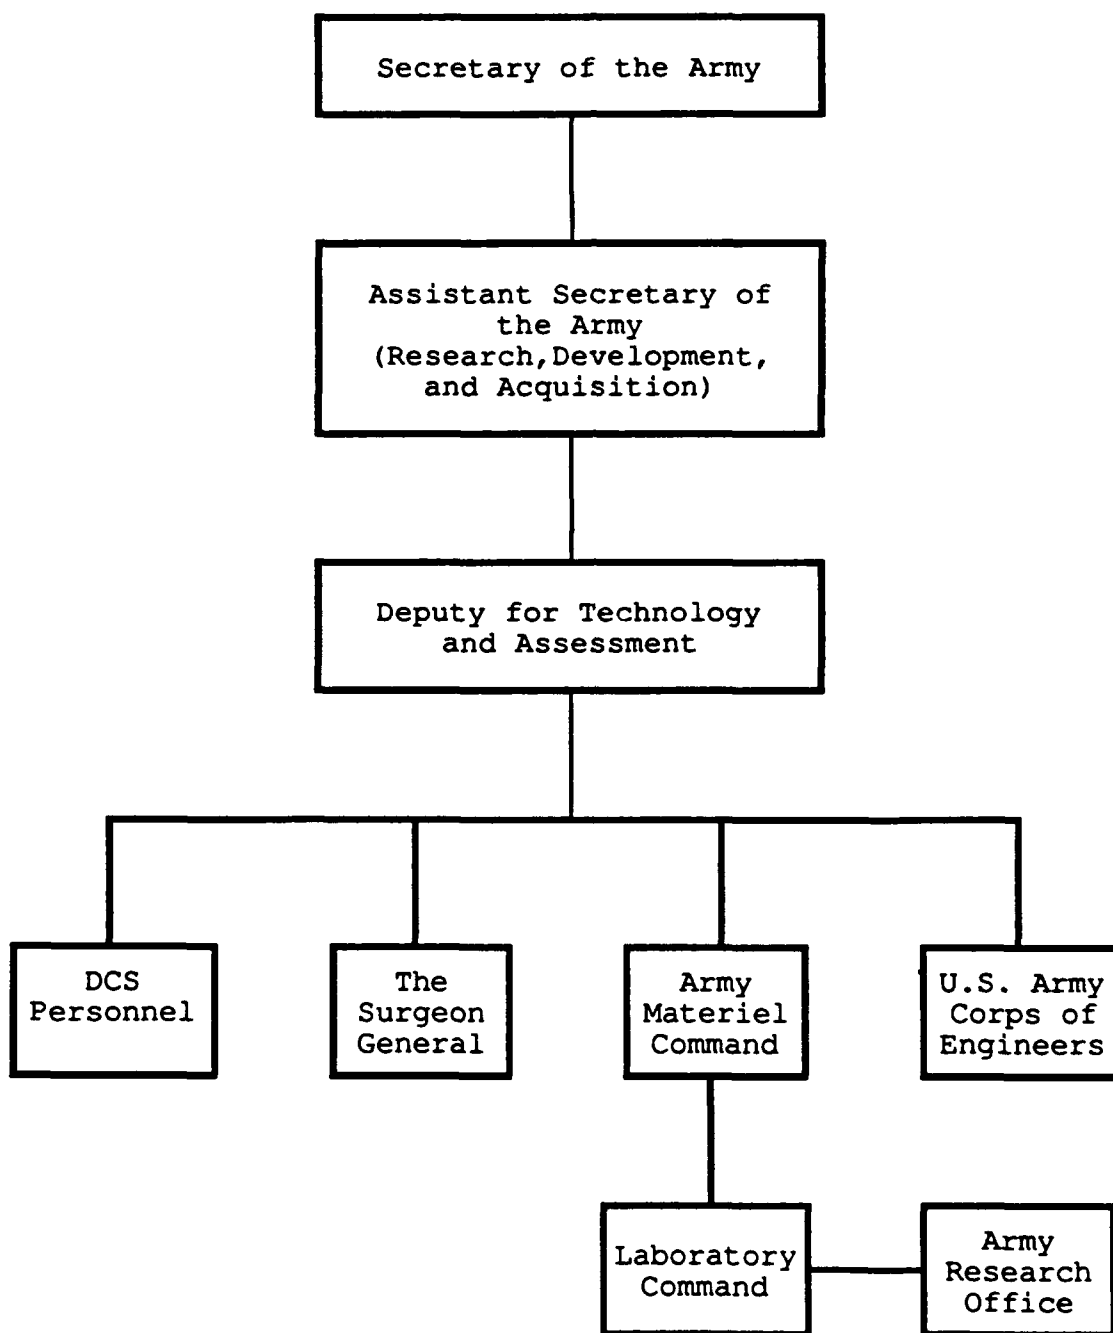 Secretary of the Army
Assistant Secretary of
the Army
(Research,Development,
and Acquisition)
Deputy for Technology
and Assessment
DCS
Personnel
The
Surgeon
General
Army
Materiel
Command
U.S. Army
Corps of
Engineers
Laboratory
Command
Army
Research
Office